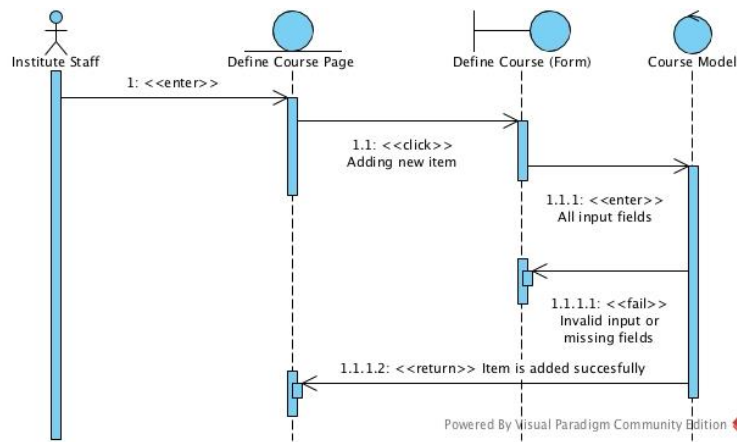 Institute Staff
Define Course Page
Define Course (Form)
Course Model
1: <<enter>>
1.1: <<click>>
Adding new item
1.1.1: <<enter>>
All input fields
1.1.1.1: <<fail>>
Invalid input or
missing fields
1.1.1.2: <<return>> Item is added succesfully
Powered By Visual Paradigm Community Edition